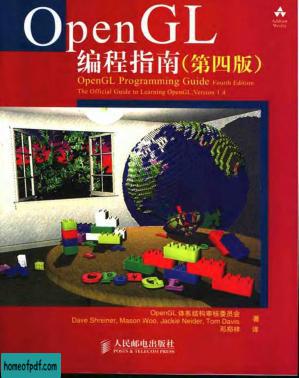 Addison
Wesley
OpenGL
编程指南(第四版)
OpenGL Programming Guide Fourth Edition
The Official Guide to Learning OpenGL, Version 1.4
OpenGL 体系结构审核委员会
Dave Shreiner, Mason Woo, Jackie Neider, Tom Davis 著
邓郑祥 译
人民邮电出版社
POSTS & TELECOM PRESS
www.homeofpdf.com